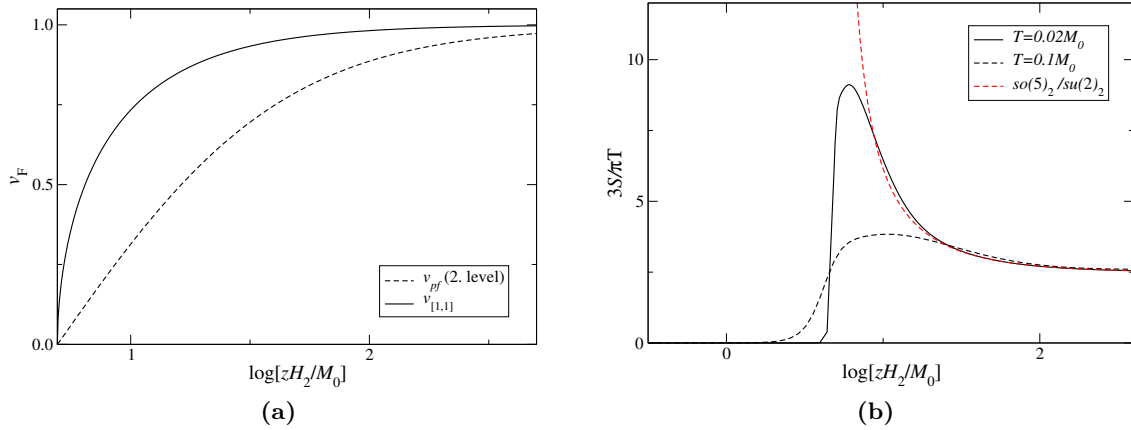 1.0
0.5
0.0
v_F
v_pf (2. level)
v_[1,1]
1
2
log[zH_2/M_0]
(a)
10
5
0
3S/πT
T=0.02M_0
T=0.1M_0
so(5)_2 /su(2)_2
0
1
2
log[zH_2/M_0]
(b)